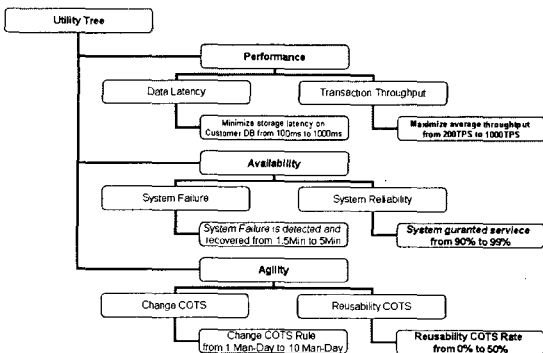 Utility Tree
Performance
Data Latency
Transaction Throughput
Minimize storage latency on
Customer DB from 100ms to 1000ms
Maximize average throughput
from 200TPS to 1000TPS
Availability
System Failure
System Reliability
System Failure is detected and
recovered from 1.5Min to 5Min
System guranted serviece
from 90% to 99%
Agility
Change COTS
Reusability COTS
Change COTS Rule
from 1 Man-Day to 10 Man-Day
Reusability COTS Rate
from 0% to 50%